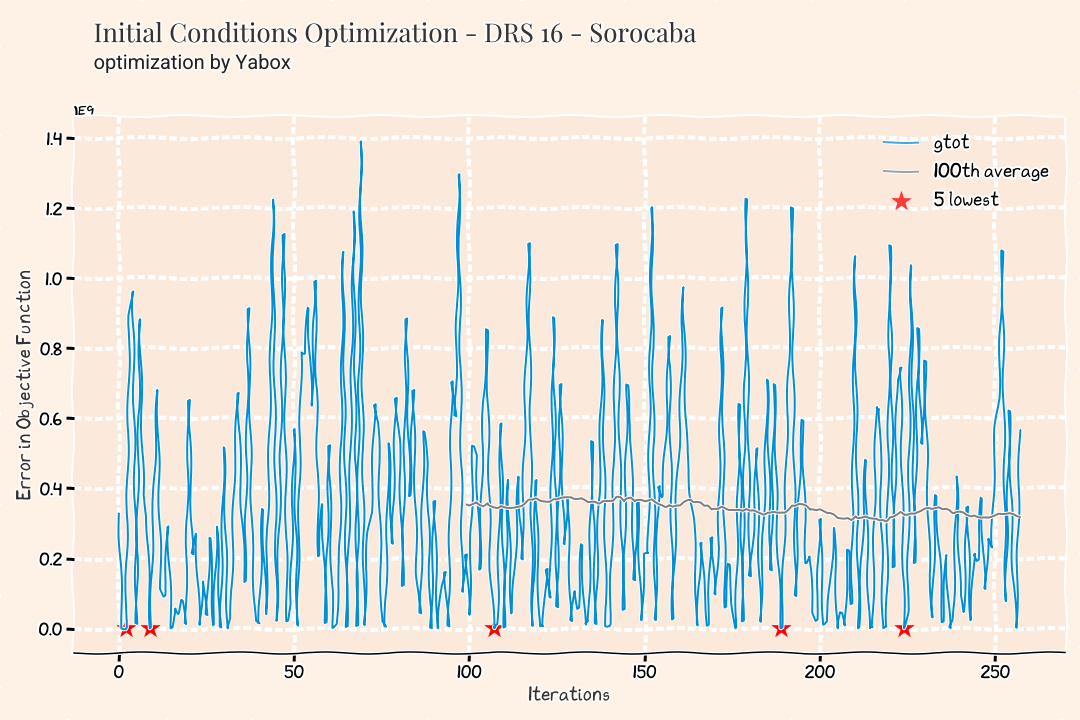 Initial Conditions Optimization - DRS 16 - Sorocaba
optimization by Yabox
1E9
1.4
1.2
1.0
0.8
0.6
0.4
0.2
0.0
Error in Objective Function
gtot
100th average
5 lowest
0 50 100 150 200 250
Iterations